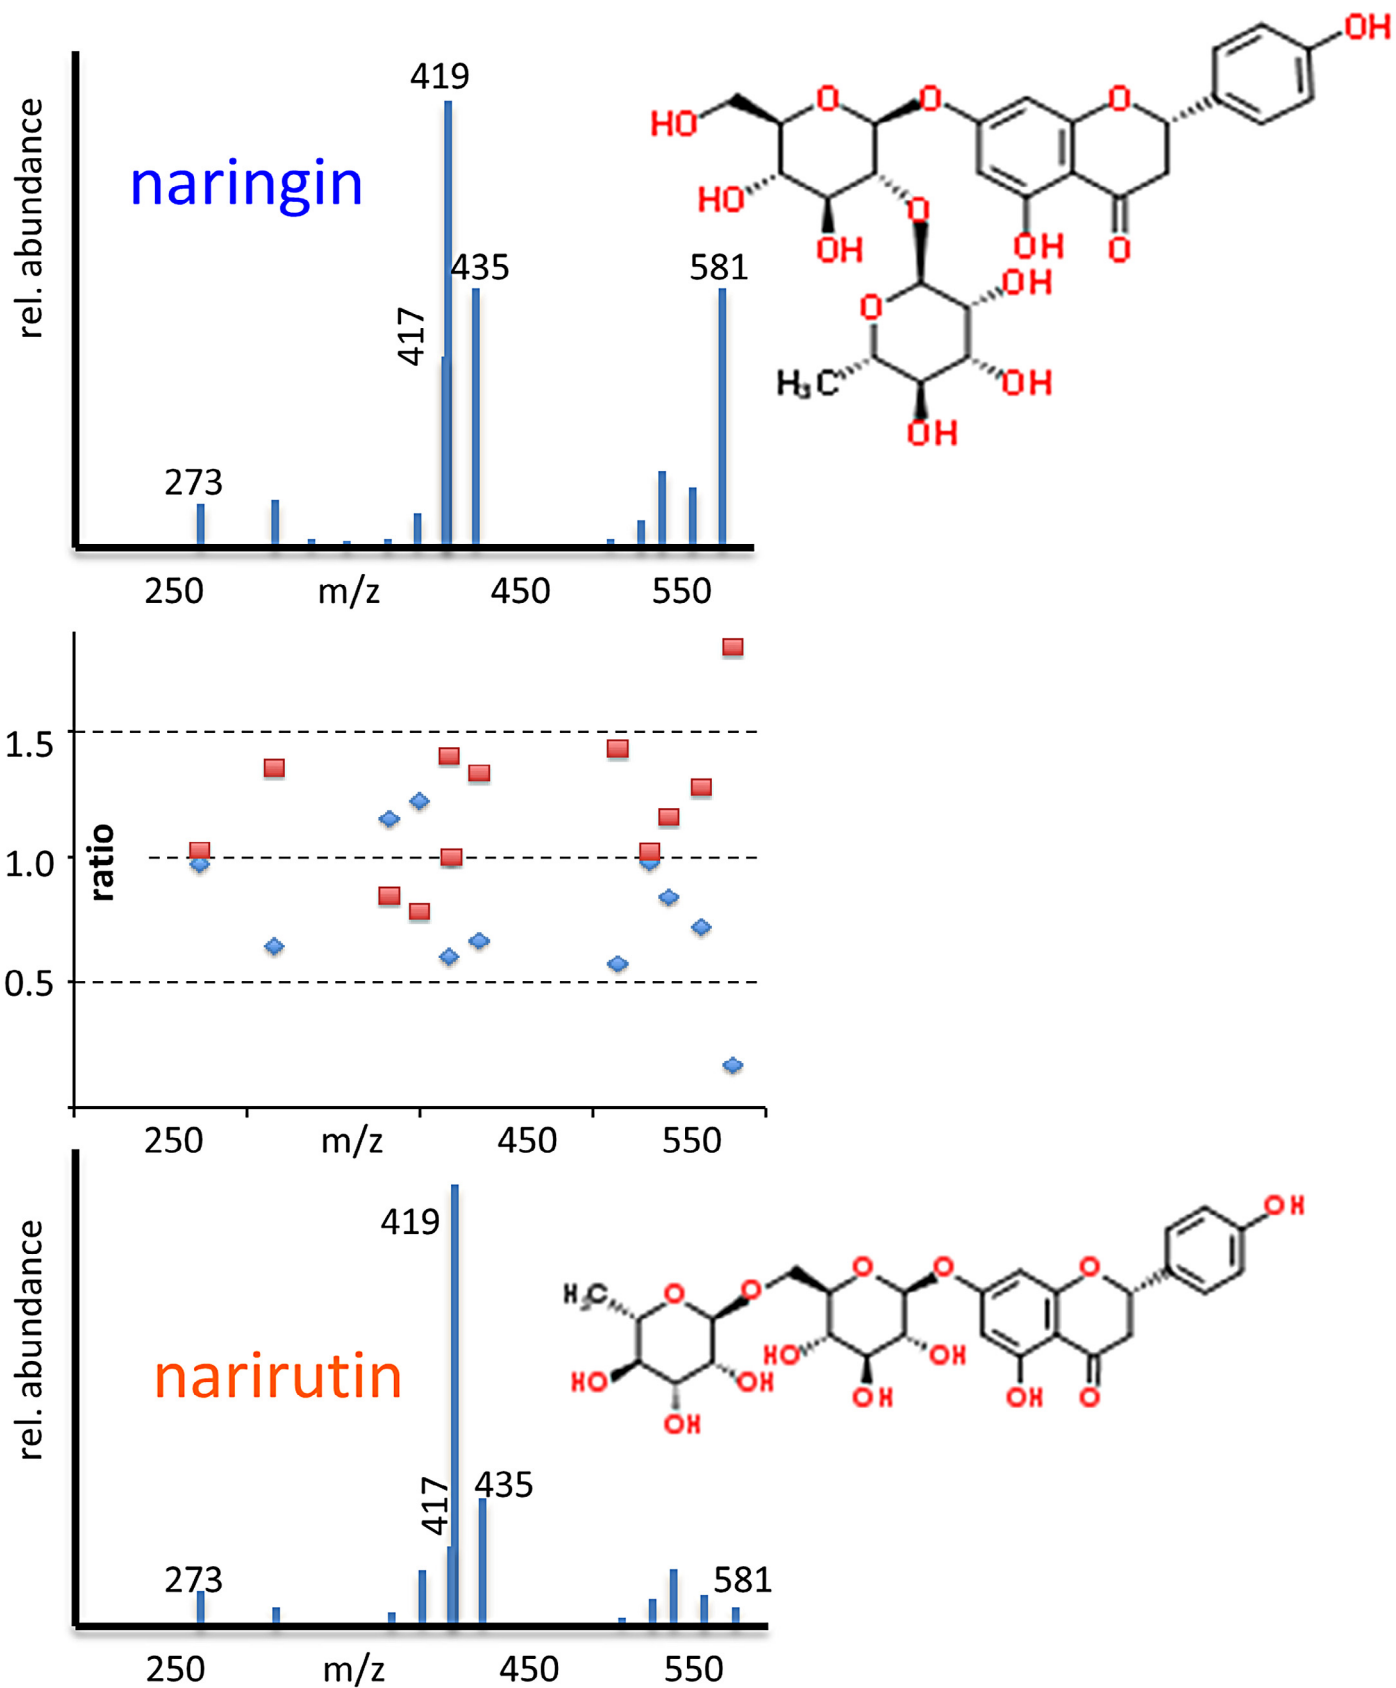 419
rel. abundance
naringin
417
435
581
273
250 m/z 450 550
OH
HO O O O
HO O
OH OH O
O OH
H3C OH
OH
1.5
1.0
0.5
ratio
250 m/z 450 550
419
rel. abundance
narirutin
417
435
273
581
250 m/z 450 550
OH
H3C O O O O O
HO OH HO OH
OH OH OH O